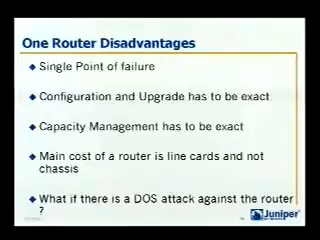 One Router Disadvantages
Single Point of failure
Configuration and Upgrade has to be exact
Capacity Management has to be exact
Main cost of a router is line cards and not
chassis
What if there is a DOS attack against the router
?
Juniper